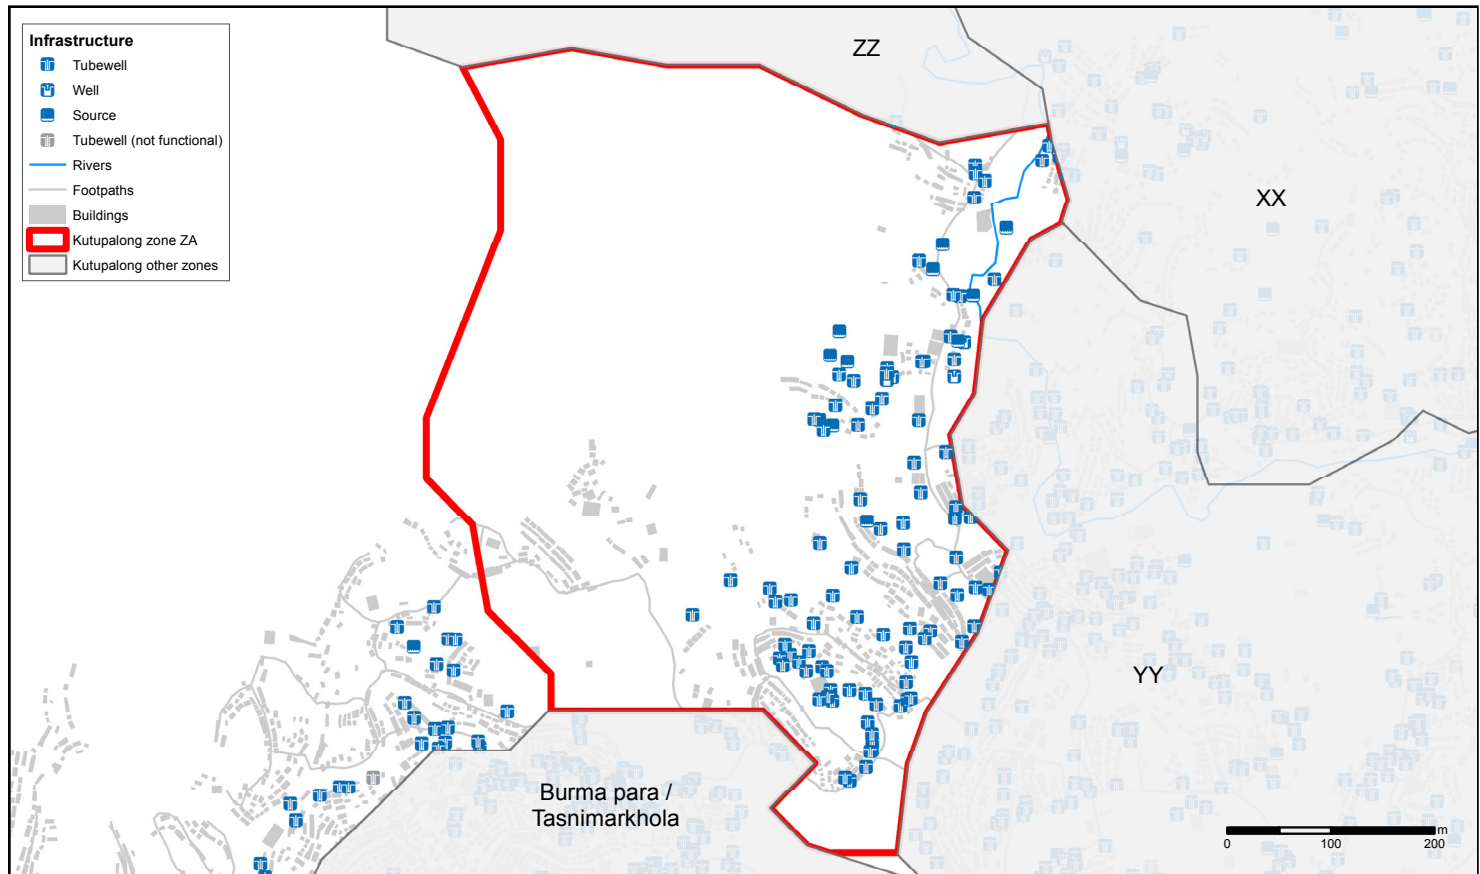 Infrastructure
Tubewell
Well
Source
Tubewell (not functional)
Rivers
Footpaths
Buildings
Kutupalong zone ZA
Kutupalong other zones
ZZ
XX
YY
Burma para /
Tasnimarkhola
m
0 100 200